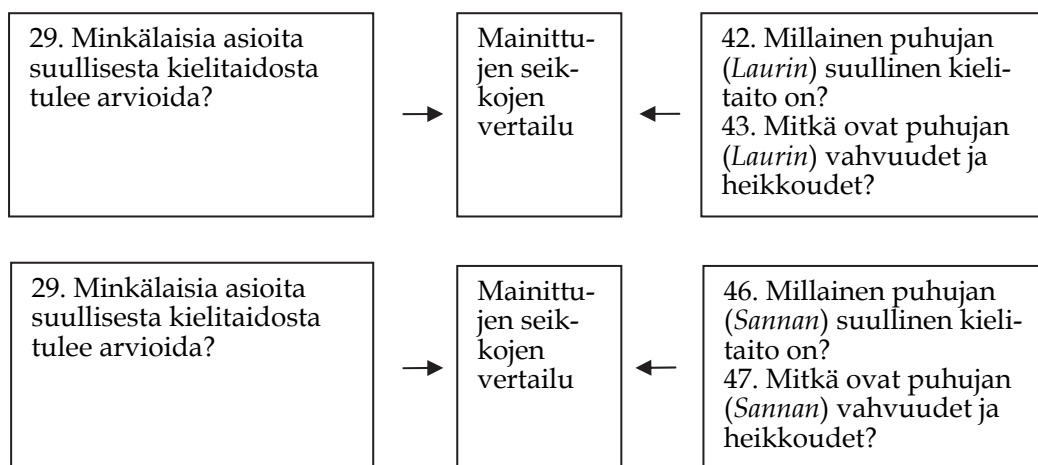 29. Minkälaisia asioita
suullisesta kielitaidosta
tulee arvioida?
Mainittu-
jen seik-
kojen
vertailu
42. Millainen puhujan
(Laurin) suullinen kieli-
taito on?
43. Mitkä ovat puhujan
(Laurin) vahvuudet ja
heikkoudet?
29. Minkälaisia asioita
suullisesta kielitaidosta
tulee arvioida?
Mainittu-
jen seik-
kojen
vertailu
46. Millainen puhujan
(Sannan) suullinen kieli-
taito on?
47. Mitkä ovat puhujan
(Sannan) vahvuudet ja
heikkoudet?